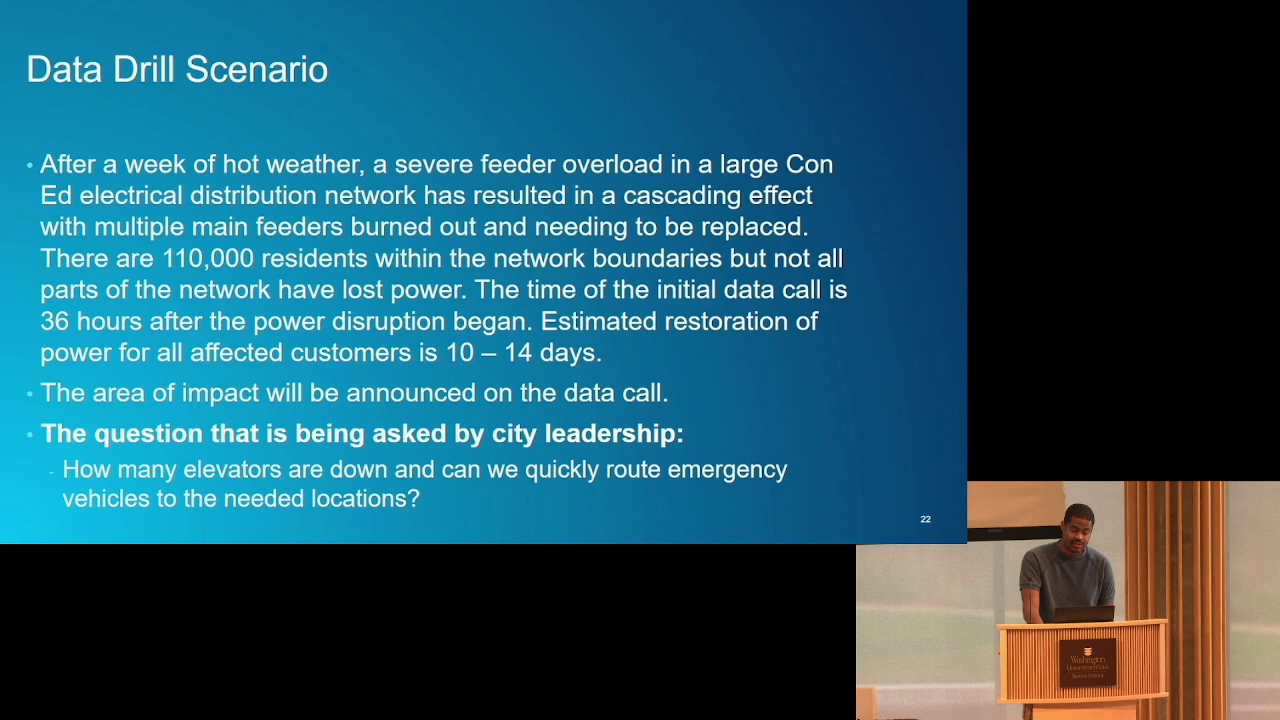 Data Drill Scenario
• After a week of hot weather, a severe feeder overload in a large Con
Ed electrical distribution network has resulted in a cascading effect
with multiple main feeders burned out and needing to be replaced.
There are 110,000 residents within the network boundaries but not all
parts of the network have lost power. The time of the initial data call is
36 hours after the power disruption began. Estimated restoration of
power for all affected customers is 10 – 14 days.
• The area of impact will be announced on the data call.
• The question that is being asked by city leadership:
- How many elevators are down and can we quickly route emergency
vehicles to the needed locations?
22
Washington